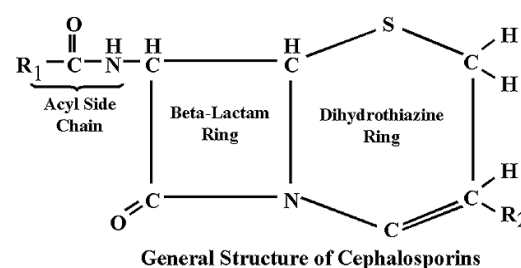 O
H H H S H
R1 C N C C C
H
Acyl Side
Chain
Beta-Lactam
Ring
Dihydrothiazine
Ring
H
O C N C R2
C
General Structure of Cephalosporins